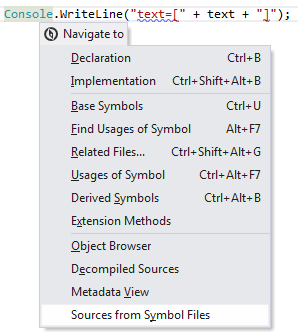 Console.WriteLine("text=[" + text + "]");
Navigate to
Declaration Ctrl+B
Implementation Ctrl+Shift+Alt+B
Base Symbols Ctrl+U
Find Usages of Symbol Alt+F7
Related Files... Ctrl+Shift+Alt+G
Usages of Symbol Ctrl+Alt+F7
Derived Symbols Ctrl+Alt+B
Extension Methods
Object Browser
Decompiled Sources
Metadata View
Sources from Symbol Files